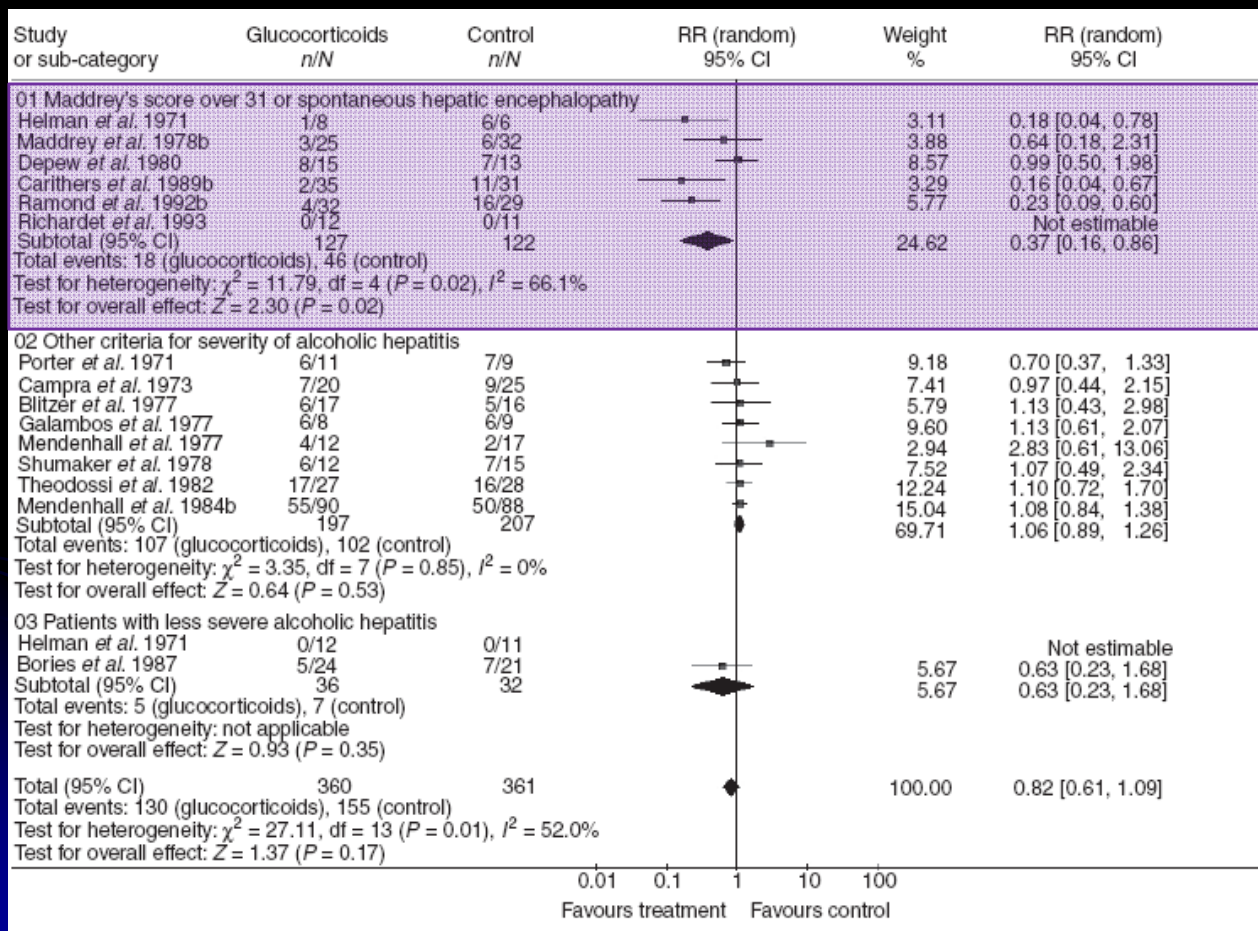 Study Glucocorticoids Control RR (random) Weight RR (random)
or sub-category n/N n/N 95% CI % 95% CI
01 Maddrey's score over 31 or spontaneous hepatic encephalopathy
Helman et al. 1971 1/8 6/6 3.11 0.18 [0.04, 0.78]
Maddrey et al. 1978b 3/25 6/32 3.88 0.64 [0.18, 2.31]
Depew et al. 1980 8/15 7/13 8.57 0.99 [0.50, 1.98]
Carithers et al. 1989b 2/35 11/31 3.29 0.16 [0.04, 0.67]
Ramond et al. 1992b 4/32 16/29 5.77 0.23 [0.09, 0.60]
Richardet et al. 1993 0/12 0/11 Not estimable
Subtotal (95% CI) 127 122 24.62 0.37 [0.16, 0.86]
Total events: 18 (glucocorticoids), 46 (control)
Test for heterogeneity: χ² = 11.79, df = 4 (P = 0.02), I² = 66.1%
Test for overall effect: Z = 2.30 (P = 0.02)
02 Other criteria for severity of alcoholic hepatitis
Porter et al. 1971 6/11 7/9 9.18 0.70 [0.37, 1.33]
Campra et al. 1973 7/20 9/25 7.41 0.97 [0.44, 2.15]
Blitzer et al. 1977 6/17 5/16 5.79 1.13 [0.43, 2.98]
Galambos et al. 1977 6/8 6/9 9.60 1.13 [0.61, 2.07]
Mendenhall et al. 1977 4/12 2/17 2.94 2.83 [0.61, 13.06]
Shumaker et al. 1978 6/12 7/15 7.52 1.07 [0.49, 2.34]
Theodossi et al. 1982 17/27 16/28 12.24 1.10 [0.72, 1.70]
Mendenhall et al. 1984b 55/90 50/88 15.04 1.08 [0.84, 1.38]
Subtotal (95% CI) 197 207 69.71 1.06 [0.89, 1.26]
Total events: 107 (glucocorticoids), 102 (control)
Test for heterogeneity: χ² = 3.35, df = 7 (P = 0.85), I² = 0%
Test for overall effect: Z = 0.64 (P = 0.53)
03 Patients with less severe alcoholic hepatitis
Helman et al. 1971 0/12 0/11 Not estimable
Bories et al. 1987 5/24 7/21 5.67 0.63 [0.23, 1.68]
Subtotal (95% CI) 36 32 5.67 0.63 [0.23, 1.68]
Total events: 5 (glucocorticoids), 7 (control)
Test for heterogeneity: not applicable
Test for overall effect: Z = 0.93 (P = 0.35)
Total (95% CI) 360 361 100.00 0.82 [0.61, 1.09]
Total events: 130 (glucocorticoids), 155 (control)
Test for heterogeneity: χ² = 27.11, df = 13 (P = 0.01), I² = 52.0%
Test for overall effect: Z = 1.37 (P = 0.17)
0.01 0.1 1 10 100
Favours treatment Favours control